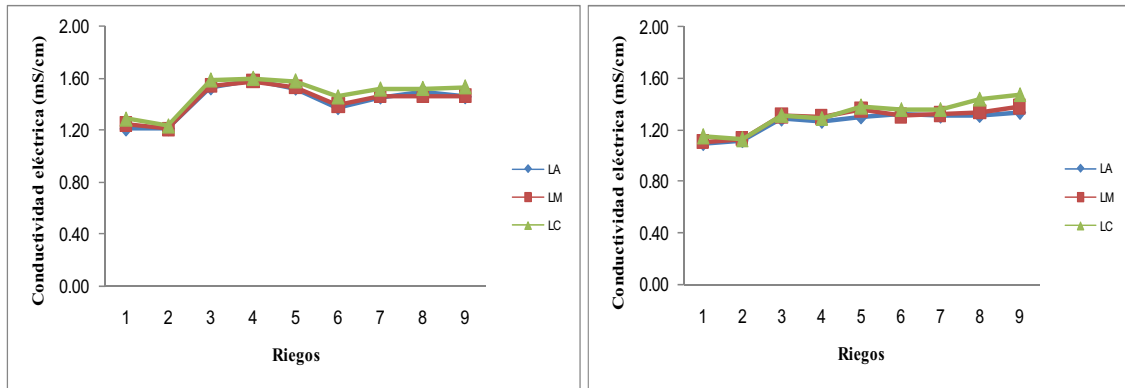 2.00
1.60
1.20
0.80
0.40
0.00
Conductividad eléctrica (mS/cm)
1 2 3 4 5 6 7 8 9
Riegos
LA
LM
LC
2.00
1.60
1.20
0.80
0.40
0.00
Conductividad eléctrica (mS/cm)
1 2 3 4 5 6 7 8 9
Riegos
LA
LM
LC